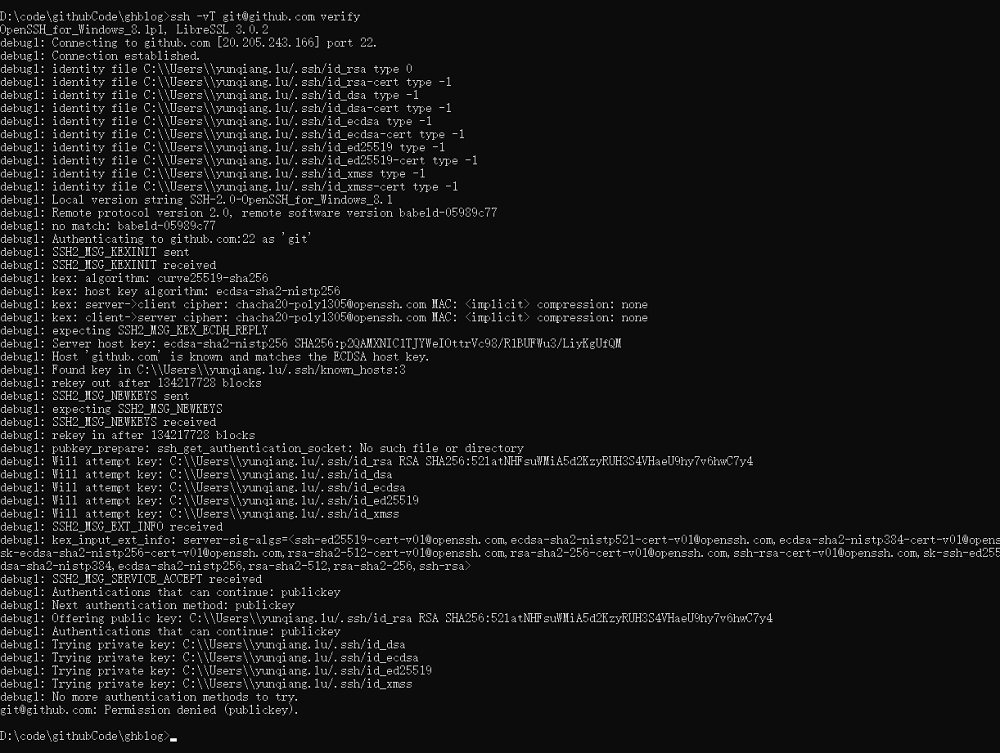 D:\code\githubCode\ghblog>ssh -vT git@github.com verify
OpenSSH_for_Windows_8.1p1, LibreSSL 3.0.2
debug1: Connecting to github.com [20.205.243.166] port 22.
debug1: Connection established.
debug1: identity file C:\\Users\\yunqiang.lu/.ssh/id_rsa type 0
debug1: identity file C:\\Users\\yunqiang.lu/.ssh/id_rsa-cert type -1
debug1: identity file C:\\Users\\yunqiang.lu/.ssh/id_dsa type -1
debug1: identity file C:\\Users\\yunqiang.lu/.ssh/id_dsa-cert type -1
debug1: identity file C:\\Users\\yunqiang.lu/.ssh/id_ecdsa type -1
debug1: identity file C:\\Users\\yunqiang.lu/.ssh/id_ecdsa-cert type -1
debug1: identity file C:\\Users\\yunqiang.lu/.ssh/id_ed25519 type -1
debug1: identity file C:\\Users\\yunqiang.lu/.ssh/id_ed25519-cert type -1
debug1: identity file C:\\Users\\yunqiang.lu/.ssh/id_xmss type -1
debug1: identity file C:\\Users\\yunqiang.lu/.ssh/id_xmss-cert type -1
debug1: Local version string SSH-2.0-OpenSSH_for_Windows_8.1
debug1: Remote protocol version 2.0, remote software version babeld-05989c77
debug1: no match: babeld-05989c77
debug1: Authenticating to github.com:22 as 'git'
debug1: SSH2_MSG_KEXINIT sent
debug1: SSH2_MSG_KEXINIT received
debug1: kex: algorithm: curve25519-sha256
debug1: kex: host key algorithm: ecdsa-sha2-nistp256
debug1: kex: server->client cipher: chacha20-poly1305@openssh.com MAC: <implicit> compression: none
debug1: kex: client->server cipher: chacha20-poly1305@openssh.com MAC: <implicit> compression: none
debug1: expecting SSH2_MSG_KEX_ECDH_REPLY
debug1: Server host key: ecdsa-sha2-nistp256 SHA256:p2QAMXNIC1TJYWeIOttrVc98/R1BUFWu3/LiyKgUfQM
debug1: Host 'github.com' is known and matches the ECDSA host key.
debug1: Found key in C:\\Users\\yunqiang.lu/.ssh/known_hosts:3
debug1: rekey out after 134217728 blocks
debug1: SSH2_MSG_NEWKEYS sent
debug1: expecting SSH2_MSG_NEWKEYS
debug1: SSH2_MSG_NEWKEYS received
debug1: rekey in after 134217728 blocks
debug1: pubkey_prepare: ssh_get_authentication_socket: No such file or directory
debug1: Will attempt key: C:\\Users\\yunqiang.lu/.ssh/id_rsa RSA SHA256:521atNHFsuWMiA5d2KzyRUH3S4VHaeU9hy7v6hwC7y4
debug1: Will attempt key: C:\\Users\\yunqiang.lu/.ssh/id_dsa
debug1: Will attempt key: C:\\Users\\yunqiang.lu/.ssh/id_ecdsa
debug1: Will attempt key: C:\\Users\\yunqiang.lu/.ssh/id_ed25519
debug1: Will attempt key: C:\\Users\\yunqiang.lu/.ssh/id_xmss
debug1: SSH2_MSG_EXT_INFO received
debug1: kex_input_ext_info: server-sig-algs=<ssh-ed25519-cert-v01@openssh.com,ecdsa-sha2-nistp521-cert-v01@openssh.com,ecdsa-sha2-nistp384-cert-v01@openss
sk-ecdsa-sha2-nistp256-cert-v01@openssh.com,rsa-sha2-512-cert-v01@openssh.com,rsa-sha2-256-cert-v01@openssh.com,ssh-rsa-cert-v01@openssh.com,sk-ssh-ed255
dsa-sha2-nistp384,ecdsa-sha2-nistp256,rsa-sha2-512,rsa-sha2-256,ssh-rsa>
debug1: SSH2_MSG_SERVICE_ACCEPT received
debug1: Authentications that can continue: publickey
debug1: Next authentication method: publickey
debug1: Offering public key: C:\\Users\\yunqiang.lu/.ssh/id_rsa RSA SHA256:521atNHFsuWMiA5d2KzyRUH3S4VHaeU9hy7v6hwC7y4
debug1: Authentications that can continue: publickey
debug1: Trying private key: C:\\Users\\yunqiang.lu/.ssh/id_dsa
debug1: Trying private key: C:\\Users\\yunqiang.lu/.ssh/id_ecdsa
debug1: Trying private key: C:\\Users\\yunqiang.lu/.ssh/id_ed25519
debug1: Trying private key: C:\\Users\\yunqiang.lu/.ssh/id_xmss
debug1: No more authentication methods to try.
git@github.com: Permission denied (publickey).
D:\code\githubCode\ghblog>